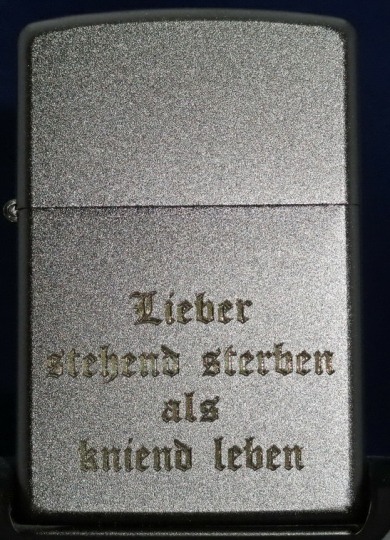 Lieber
stehend sterben
als
kniend leben